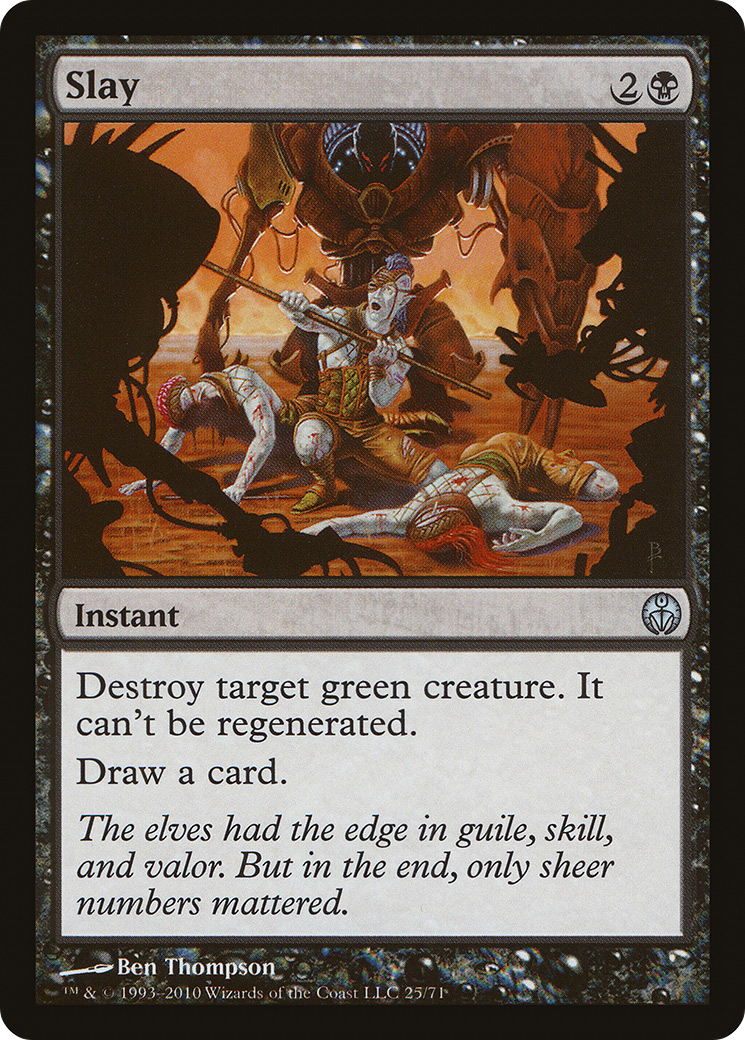 Slay
2
Instant
Destroy target green creature. It
can't be regenerated.
Draw a card.
The elves had the edge in guile, skill,
and valor. But in the end, only sheer
numbers mattered.
Ben Thompson
™ & © 1993–2010 Wizards of the Coast LLC 25/71